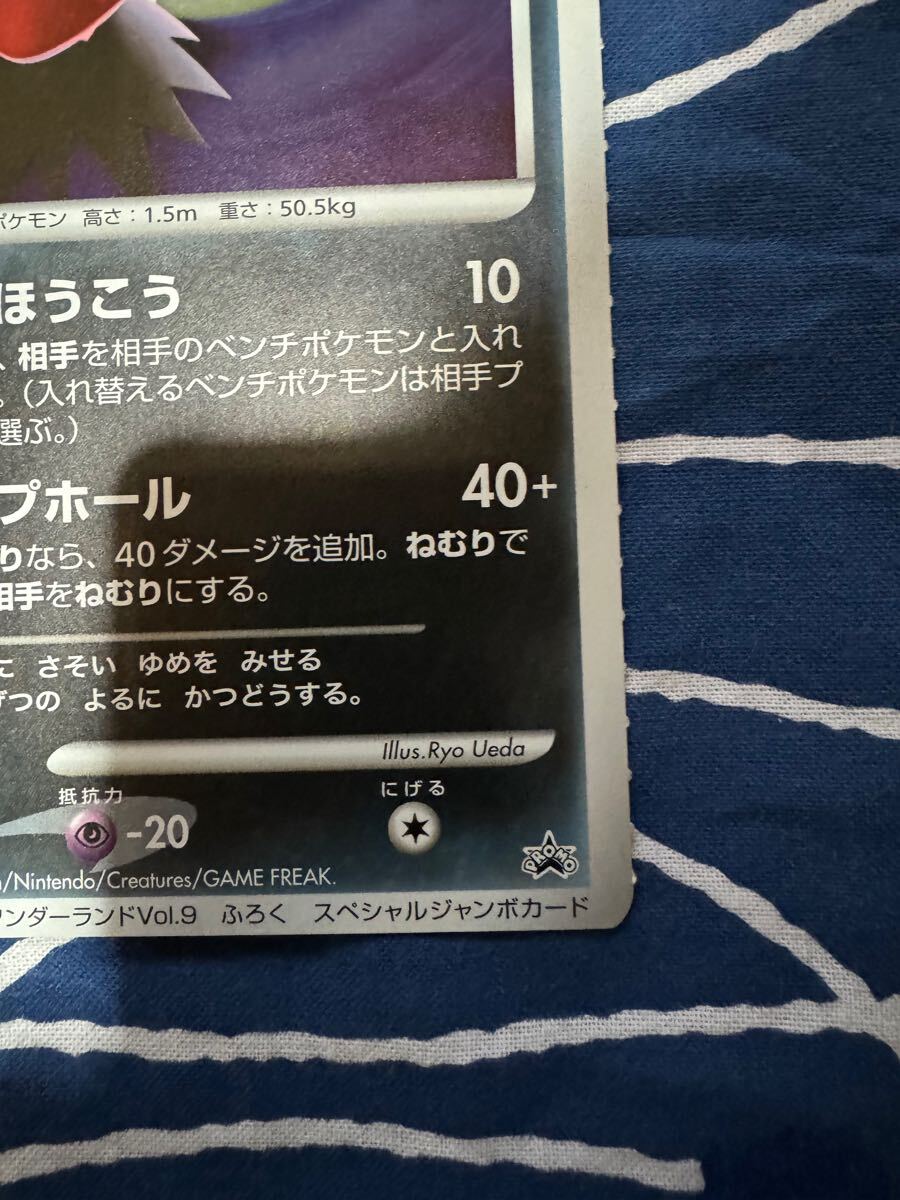 ポケモン 高さ：1.5m 重さ：50.5kg
ほうこう 10
、相手を相手のベンチポケモンと入れ
。（入れ替えるベンチポケモンは相手プ
選ぶ。）
プホール 40+
りなら、40ダメージを追加。ねむりで
相手をねむりにする。
に さそい ゆめを みせる
げつの よるに かつどうする。
Illus.Ryo Ueda
抵抗力 にげる
-20
PROMO
/Nintendo/Creatures/GAME FREAK.
ワンダーランドVol.9 ふろく スペシャルジャンボカード